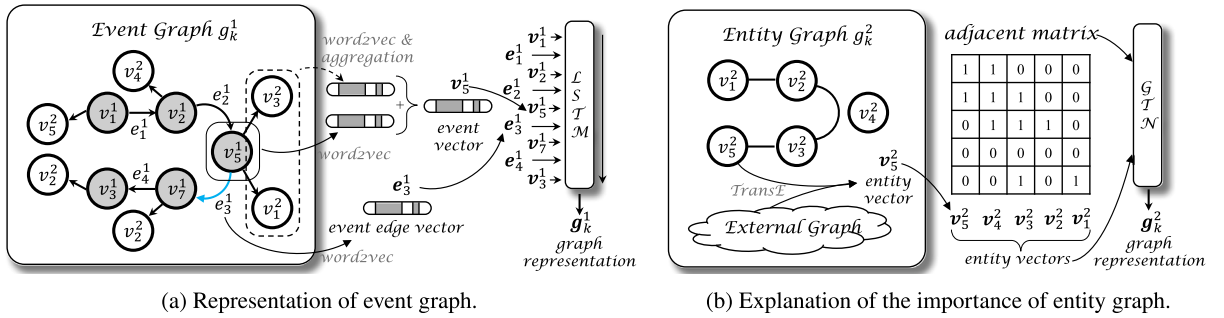 Event Graph g_k^1
v_4^2
v_3^2
v_5^2
v_1^1
e_1^1
v_2^1
e_2^1
v_5^1
v_2^2
v_3^1
e_4^1
v_7^1
e_3^1
v_2^2
v_1^2
word2vec &
aggregation
+
word2vec
v_5^1
event
vector
e_3^1
event edge vector
word2vec
v_1^1
e_1^1
v_2^1
e_2^1
v_5^1
e_3^1
v_7^1
e_4^1
v_3^1
LSTM
g_k^1
graph
representation
(a) Representation of event graph.
Entity Graph g_k^2
v_1^2
v_2^2
v_4^2
v_5^2
v_3^2
TransE
External Graph
v_5^2
entity
vector
adjacent matrix
1 1 0 0 0
1 1 1 0 0
0 1 1 1 0
0 0 0 1 0
0 0 1 0 1
v_5^2 v_4^2 v_3^2 v_2^2 v_1^2
entity vectors
GTN
g_k^2
graph
representation
(b) Explanation of the importance of entity graph.